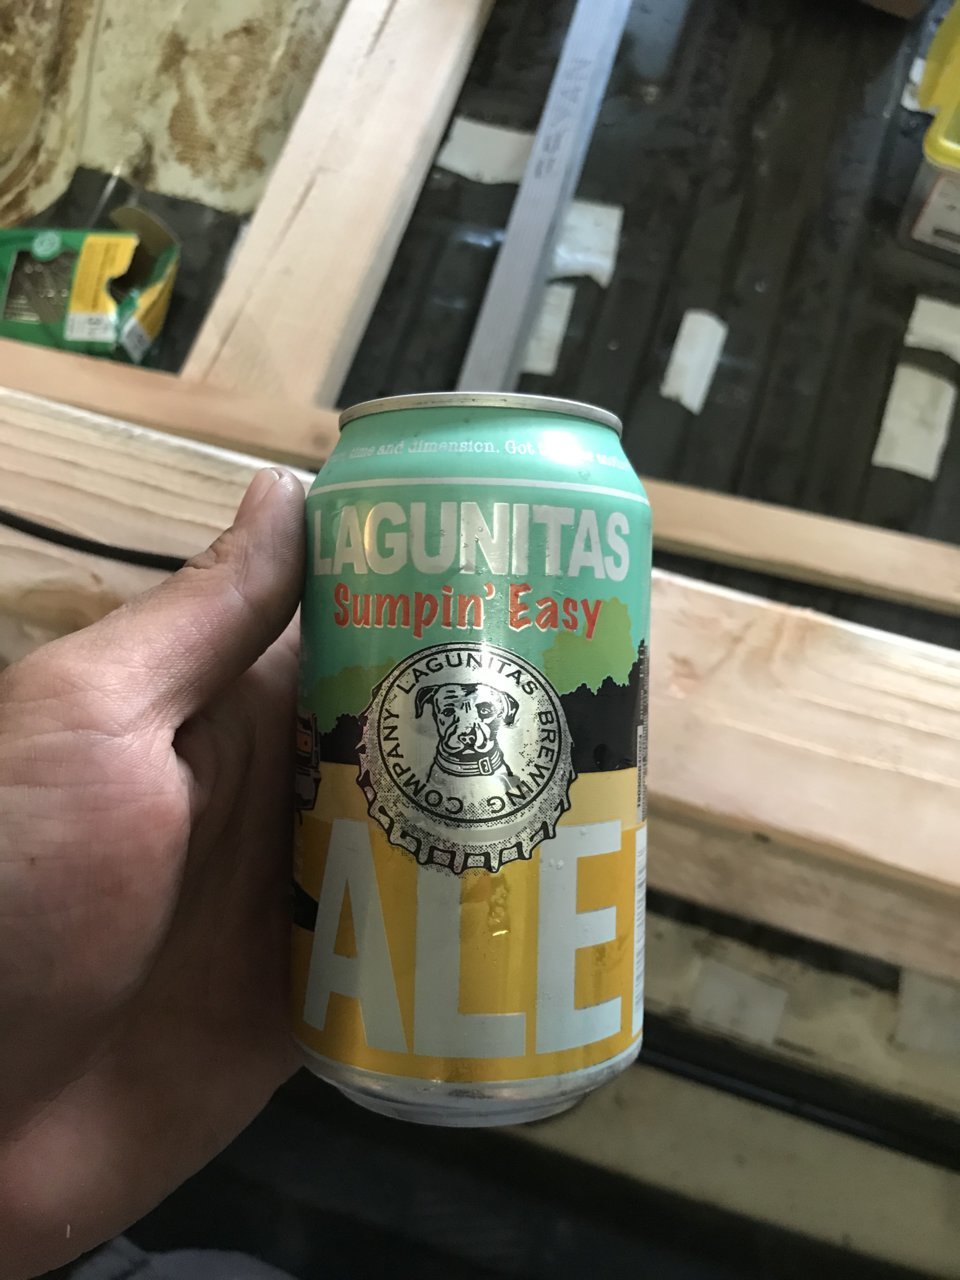 time and dimension. Got
LAGUNITAS
Sumpin' Easy
LAGUNITAS BREWING COMPANY
ALE